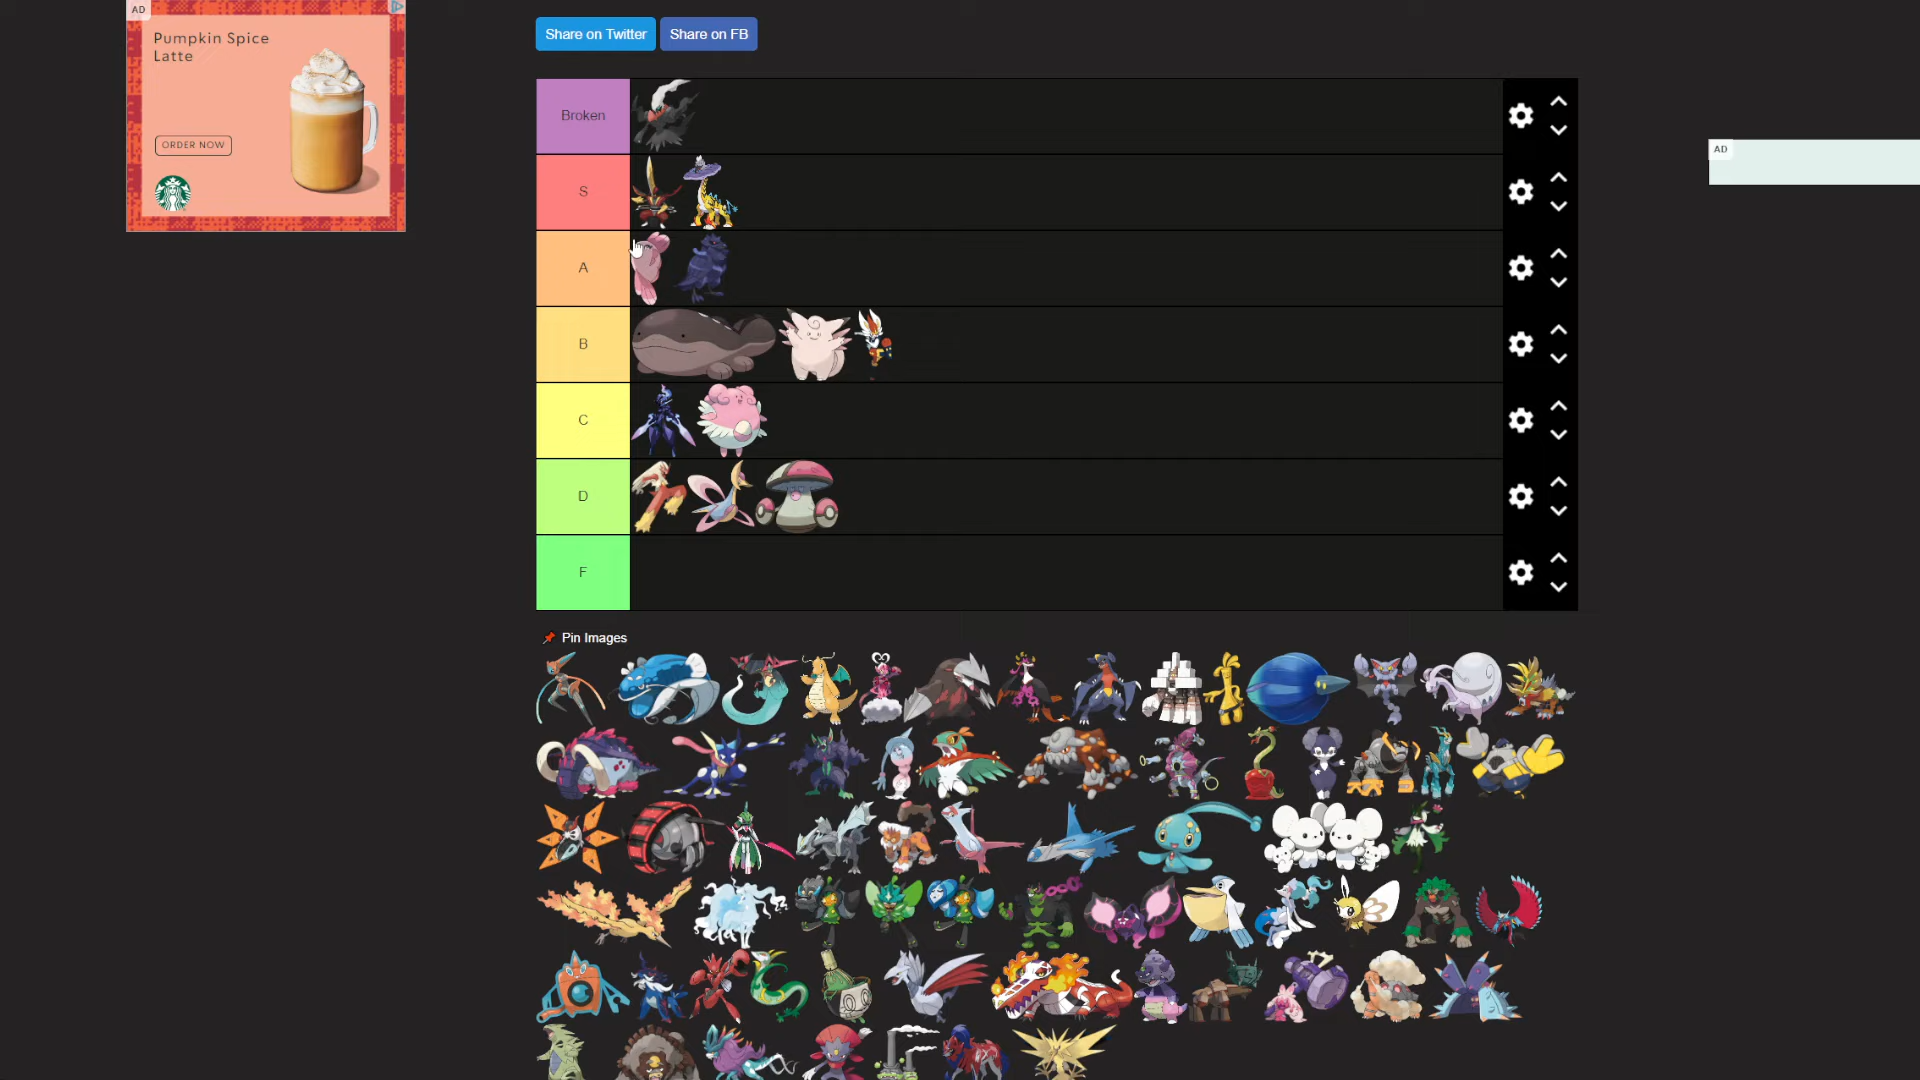 AD
Pumpkin Spice
Latte
ORDER NOW
Share on Twitter
Share on FB
AD
Broken
S
A
B
C
D
F
Pin Images